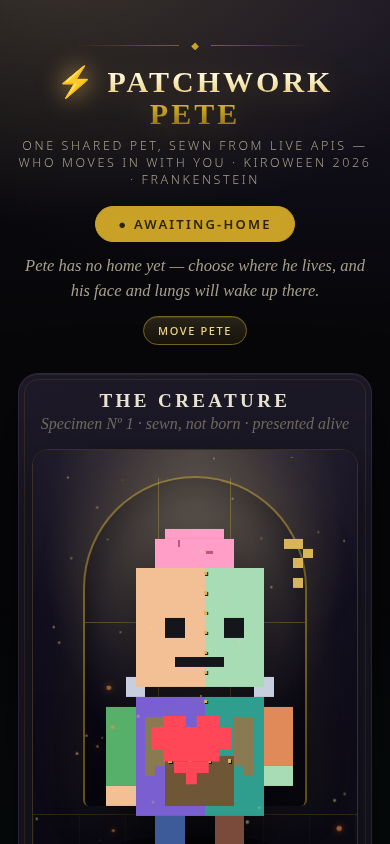 ⚡ PATCHWORK
PETE
ONE SHARED PET, SEWN FROM LIVE APIS —
WHO MOVES IN WITH YOU · KIROWEEN 2026
· FRANKENSTEIN
● AWAITING-HOME
Pete has no home yet — choose where he lives, and
his face and lungs will wake up there.
MOVE PETE
THE CREATURE
Specimen Nº 1 · sewn, not born · presented alive